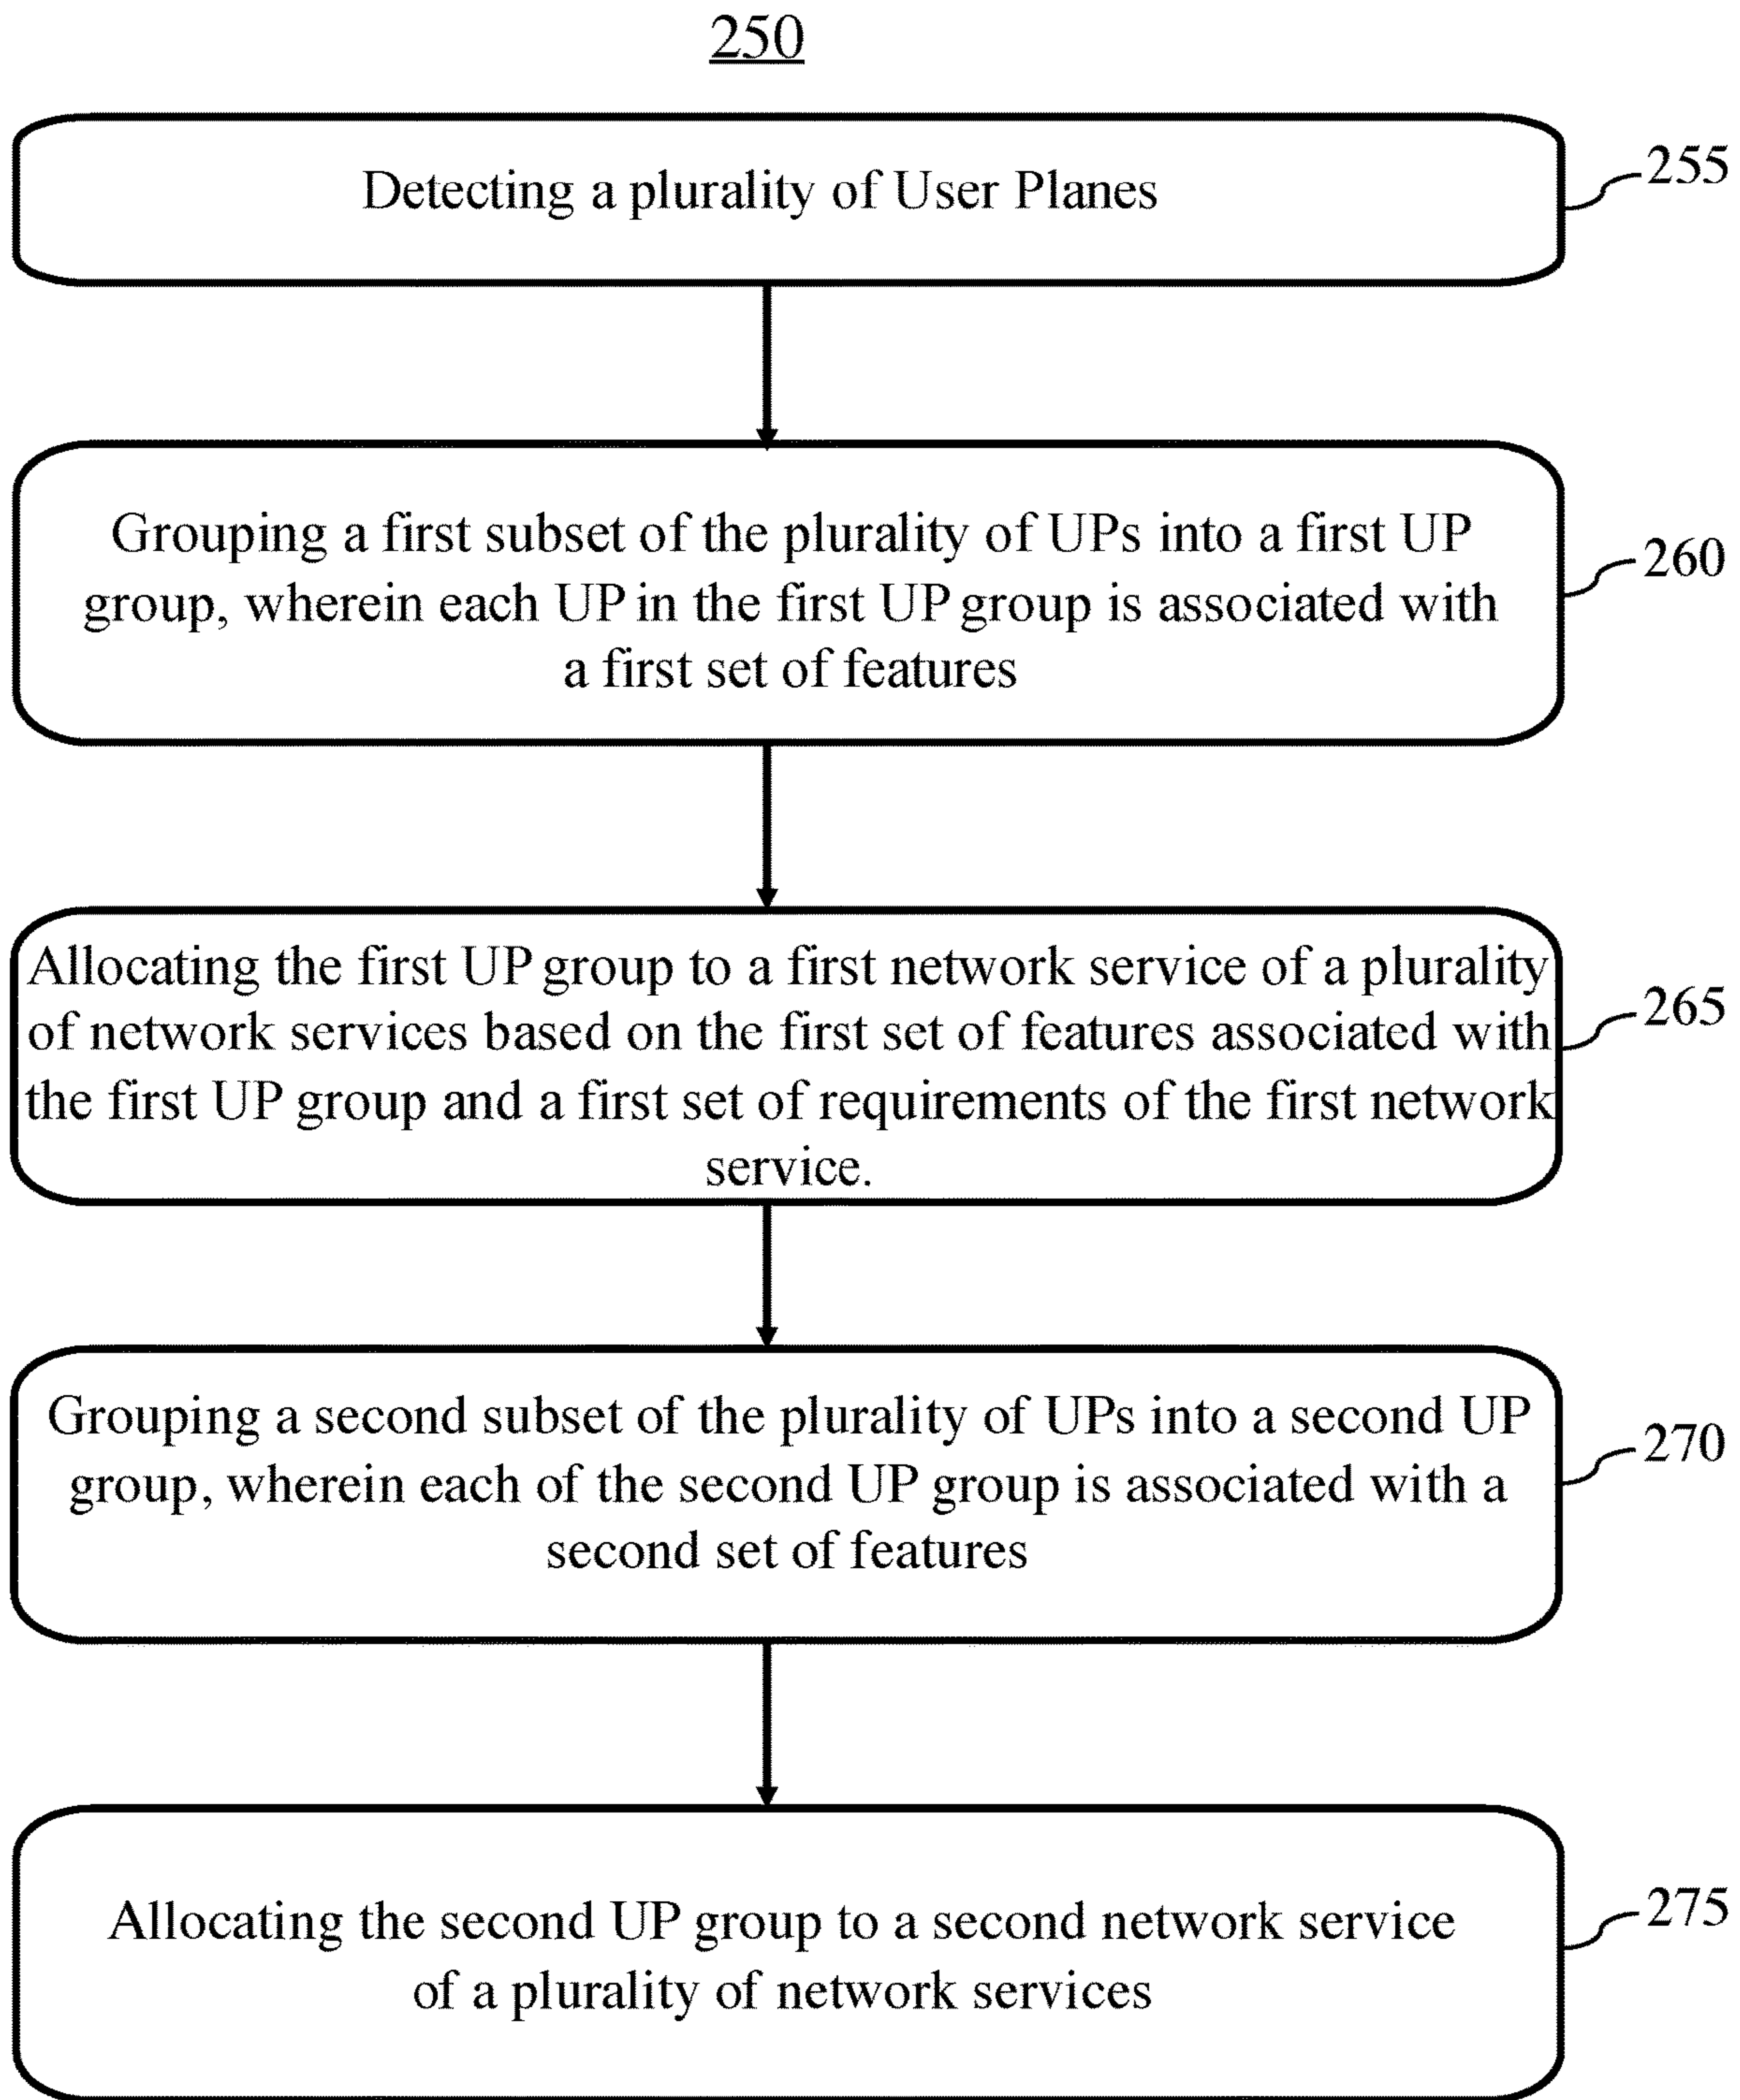 250
Detecting a plurality of User Planes
255
Grouping a first subset of the plurality of UPs into a first UP
group, wherein each UP in the first UP group is associated with
a first set of features
260
Allocating the first UP group to a first network service of a plurality
of network services based on the first set of features associated with
the first UP group and a first set of requirements of the first network
service.
265
Grouping a second subset of the plurality of UPs into a second UP
group, wherein each of the second UP group is associated with a
second set of features
270
Allocating the second UP group to a second network service
of a plurality of network services
275